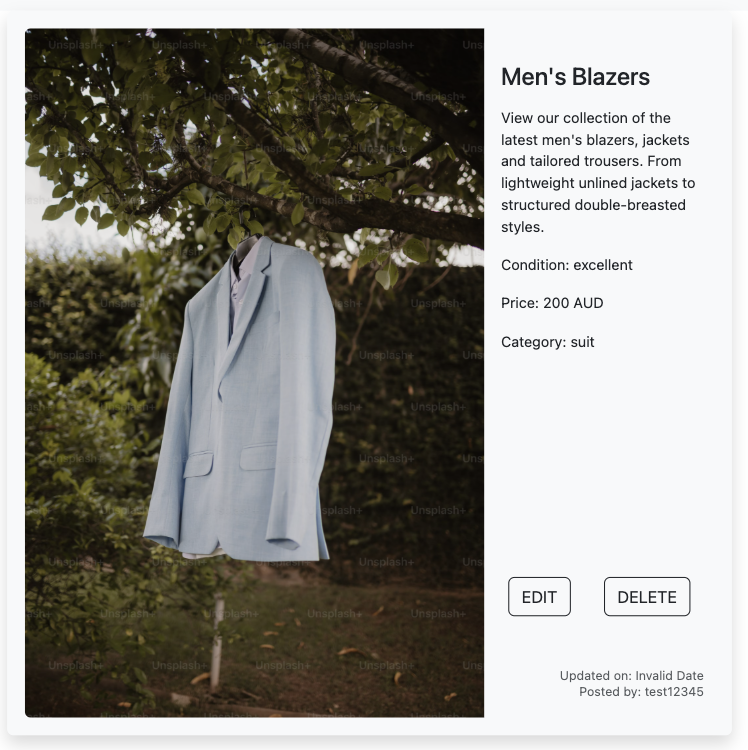 Men's Blazers
View our collection of the
latest men's blazers, jackets
and tailored trousers. From
lightweight unlined jackets to
structured double-breasted
styles.
Condition: excellent
Price: 200 AUD
Category: suit
EDIT DELETE
Updated on: Invalid Date
Posted by: test12345
Unsplash+